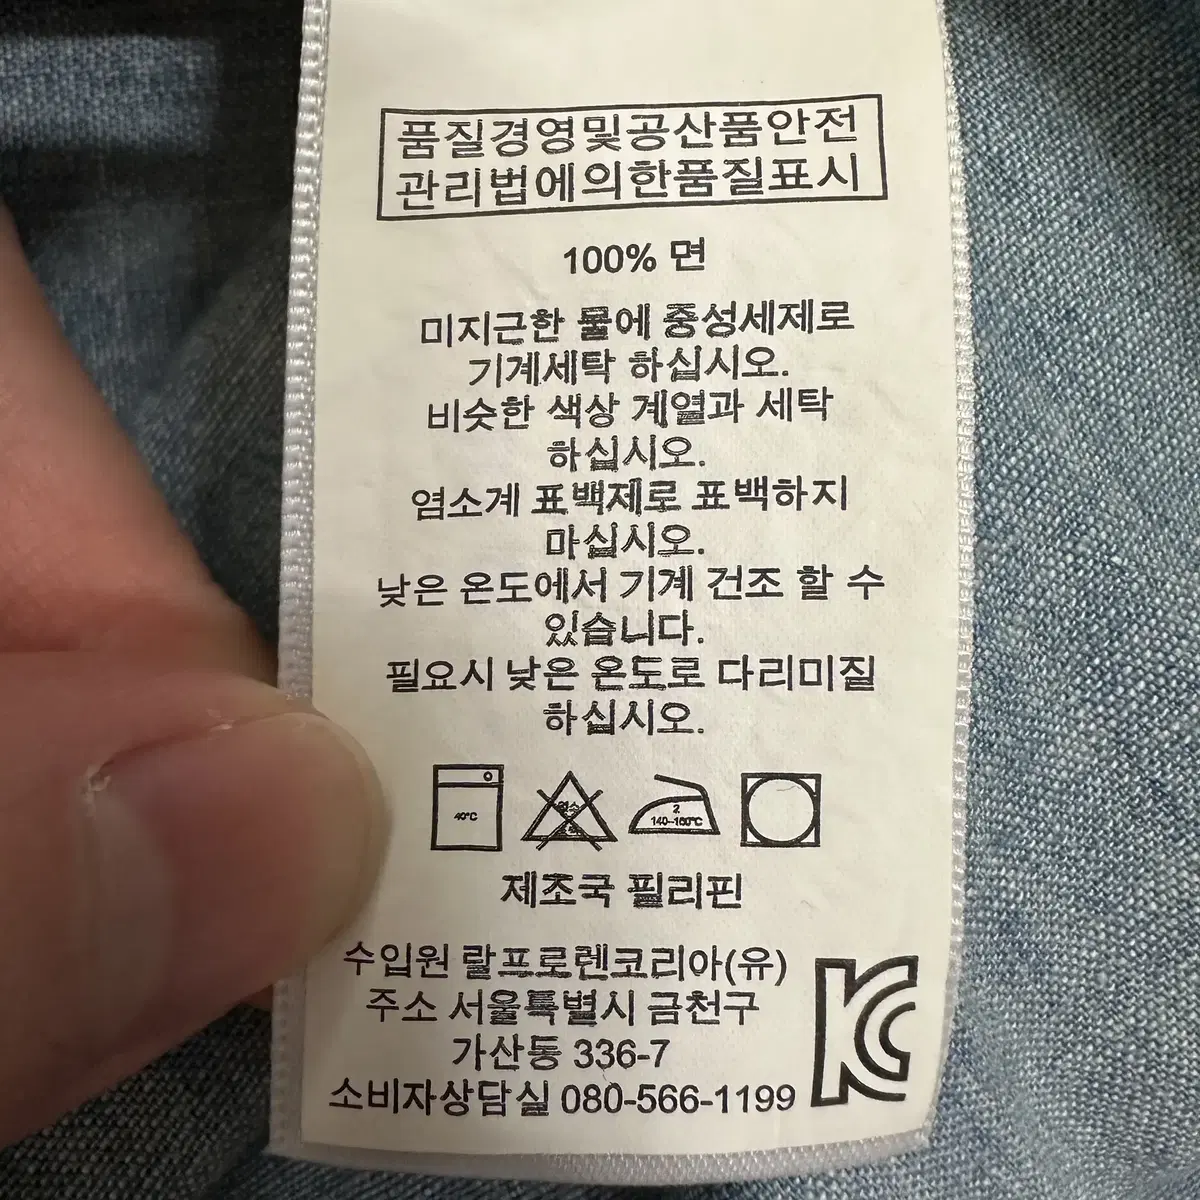 품질경영및공산품안전
관리법에의한품질표시
100% 면
미지근한 물에 중성세제로
기계세탁 하십시오.
비슷한 색상 계열과 세탁
하십시오.
염소계 표백제로 표백하지
마십시오.
낮은 온도에서 기계 건조 할 수
있습니다.
필요시 낮은 온도로 다리미질
하십시오.
40°C
염소
표백
2
140~160°C
제조국 필리핀
수입원 랄프로렌코리아(유)
주소 서울특별시 금천구
가산동 336-7
소비자상담실 080-566-1199
KC